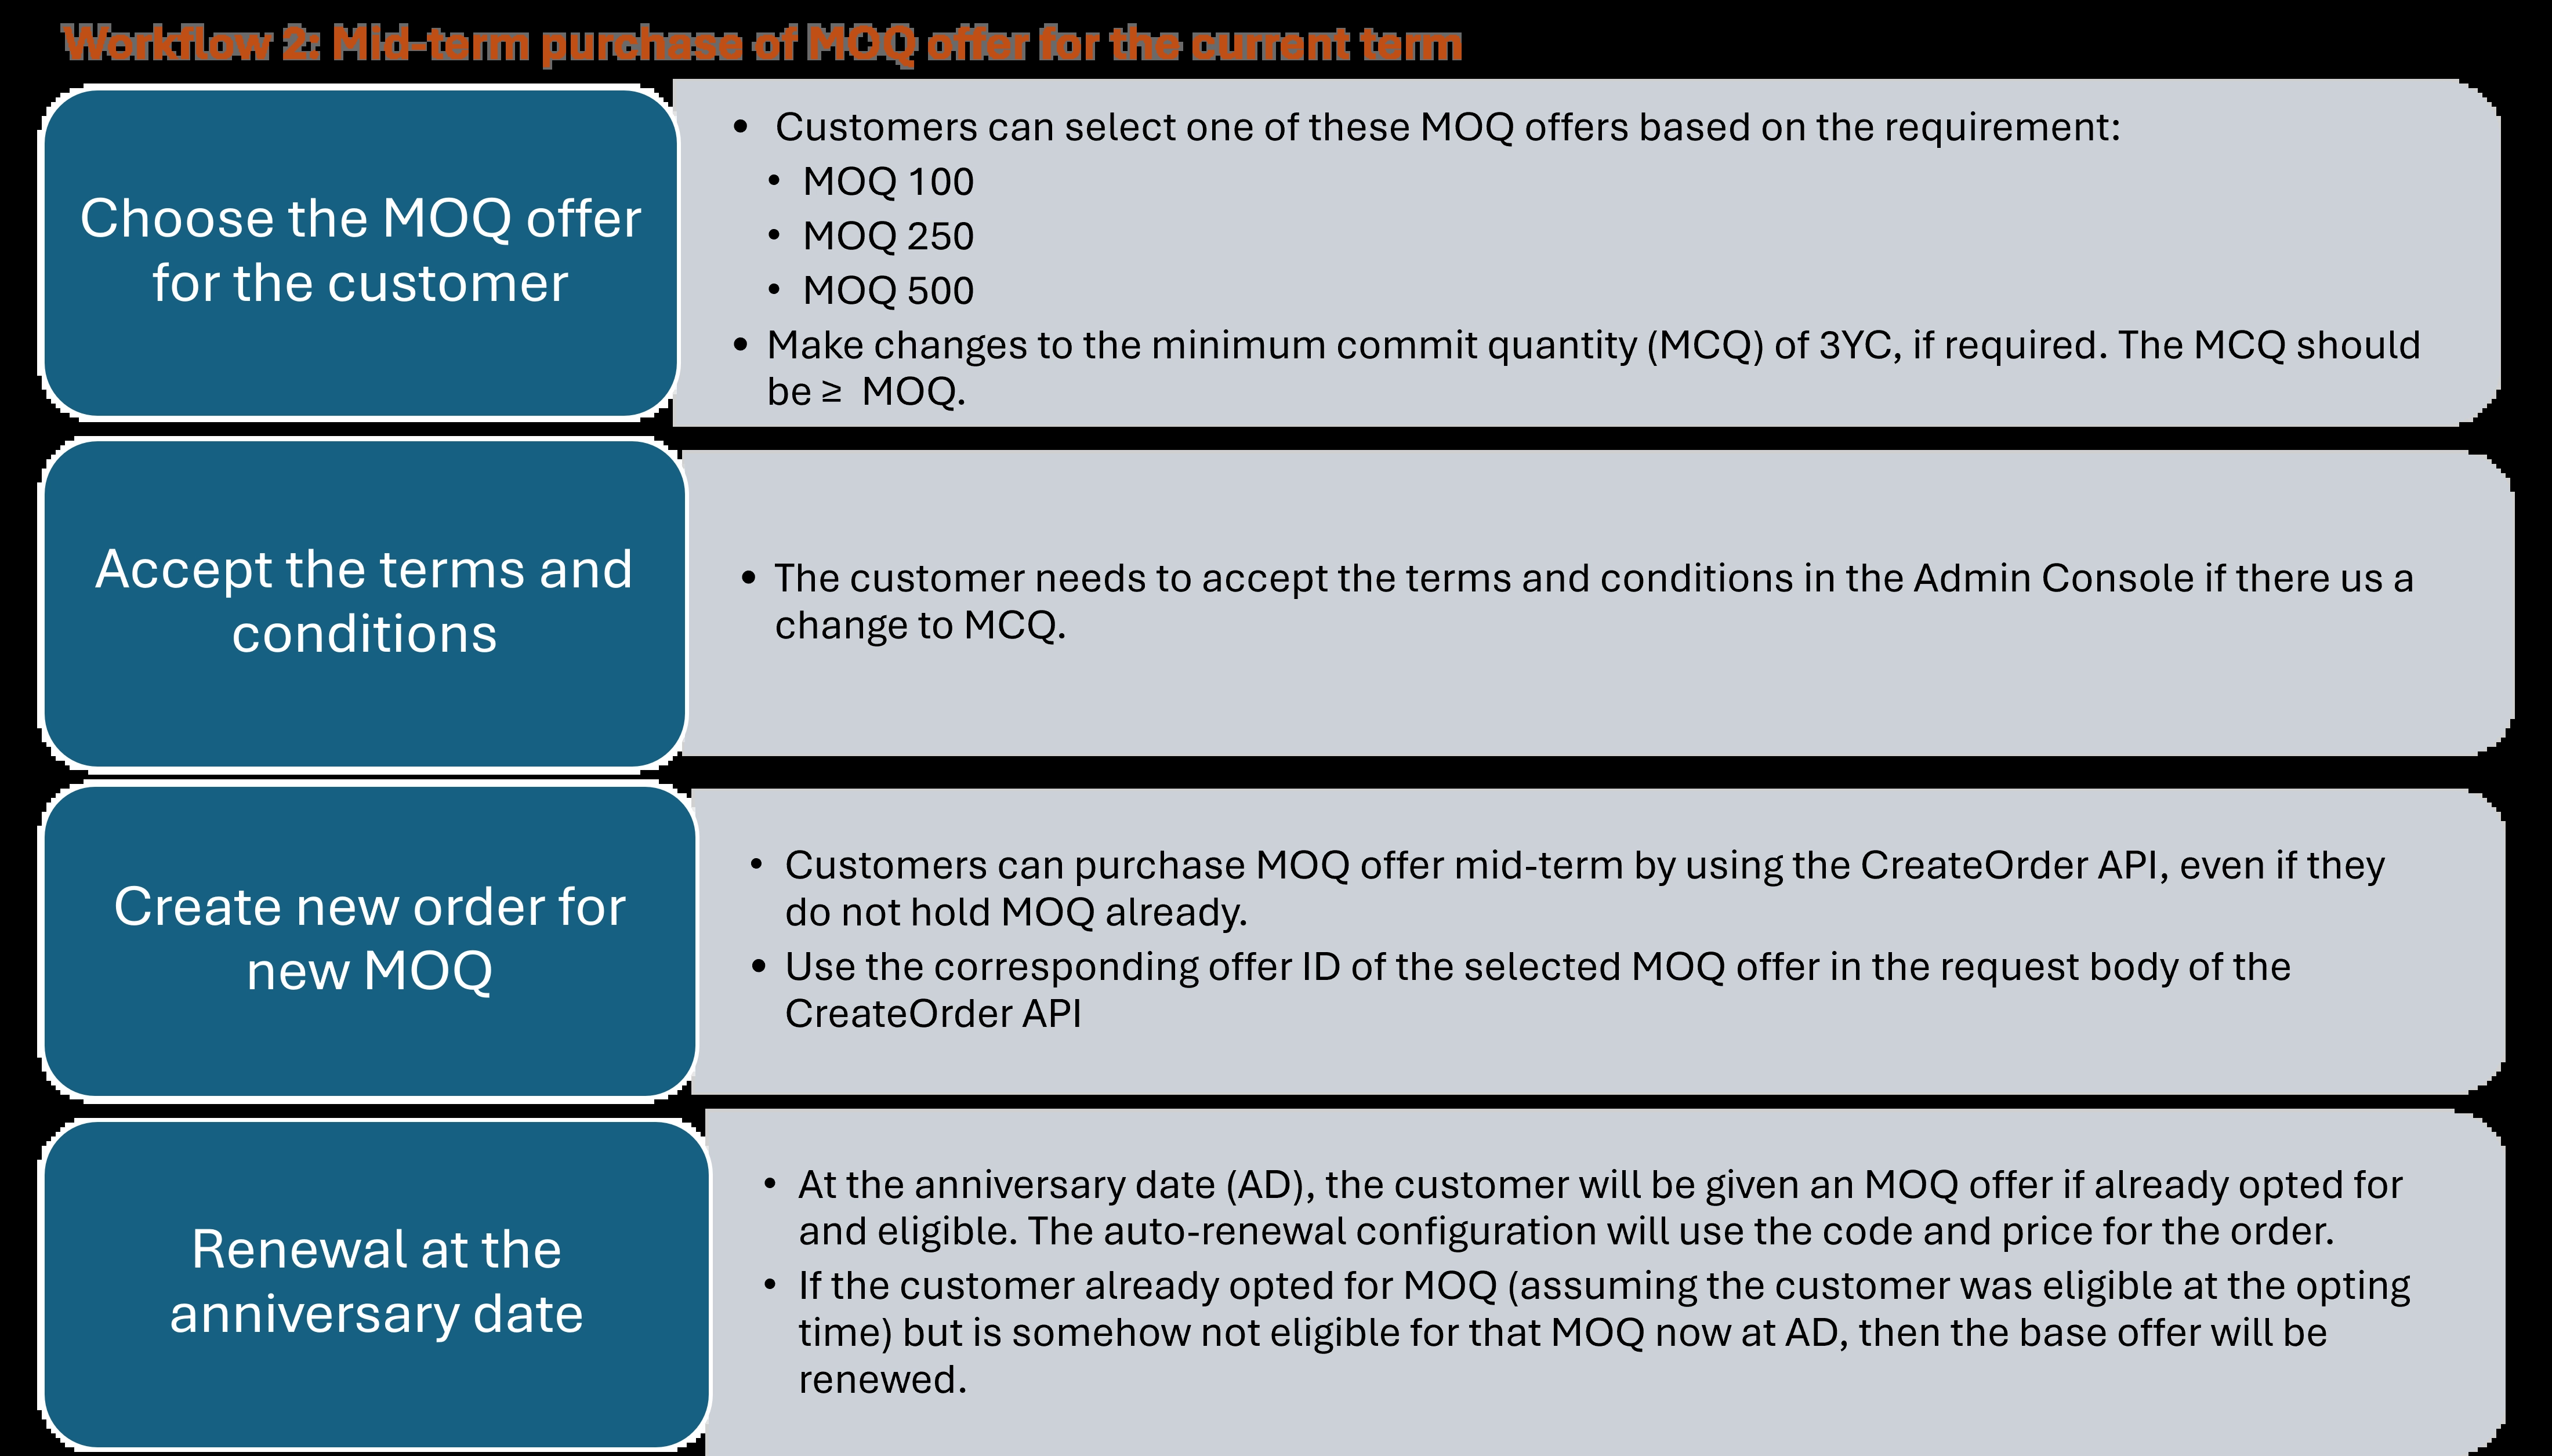 Workflow 2: Mid-term purchase of MOQ offer for the current term
Choose the MOQ offer
for the customer
• Customers can select one of these MOQ offers based on the requirement:
• MOQ 100
• MOQ 250
• MOQ 500
• Make changes to the minimum commit quantity (MCQ) of 3YC, if required. The MCQ should
be ≥ MOQ.
Accept the terms and
conditions
• The customer needs to accept the terms and conditions in the Admin Console if there us a
change to MCQ.
Create new order for
new MOQ
• Customers can purchase MOQ offer mid-term by using the CreateOrder API, even if they
do not hold MOQ already.
• Use the corresponding offer ID of the selected MOQ offer in the request body of the
CreateOrder API
Renewal at the
anniversary date
• At the anniversary date (AD), the customer will be given an MOQ offer if already opted for
and eligible. The auto-renewal configuration will use the code and price for the order.
• If the customer already opted for MOQ (assuming the customer was eligible at the opting
time) but is somehow not eligible for that MOQ now at AD, then the base offer will be
renewed.